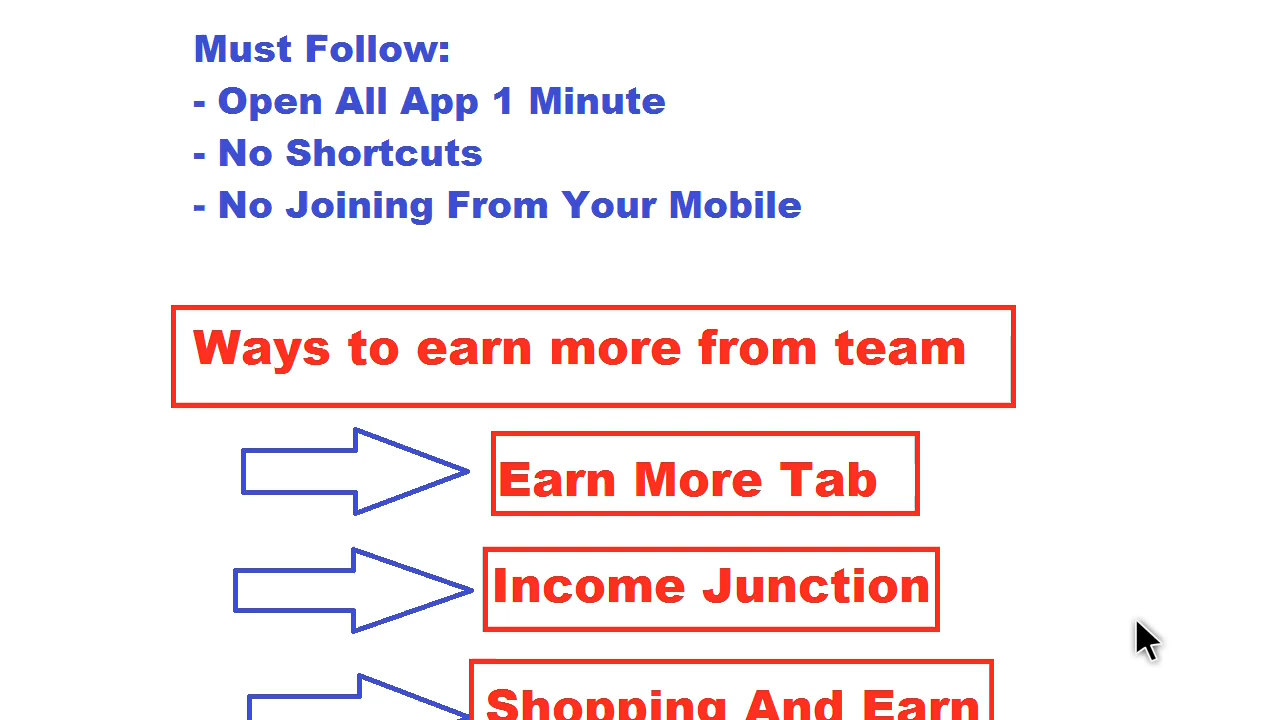 Must Follow:
- Open All App 1 Minute
- No Shortcuts
- No Joining From Your Mobile
Ways to earn more from team
Earn More Tab
Income Junction
Shopping And Earn